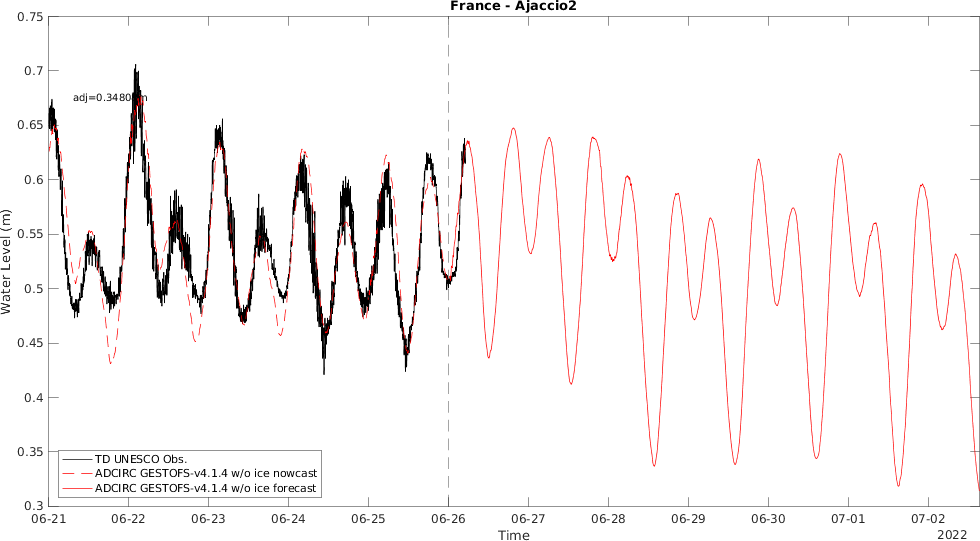 France - Ajaccio2
0.75
0.7
0.65
0.6
0.55
0.5
0.45
0.4
0.35
0.3
Water Level (m)
adj=0.3480 m
TD UNESCO Obs.
ADCIRC GESTOFS-v4.1.4 w/o ice nowcast
ADCIRC GESTOFS-v4.1.4 w/o ice forecast
06-21 06-22 06-23 06-24 06-25 06-26 06-27 06-28 06-29 06-30 07-01 07-02
Time
2022